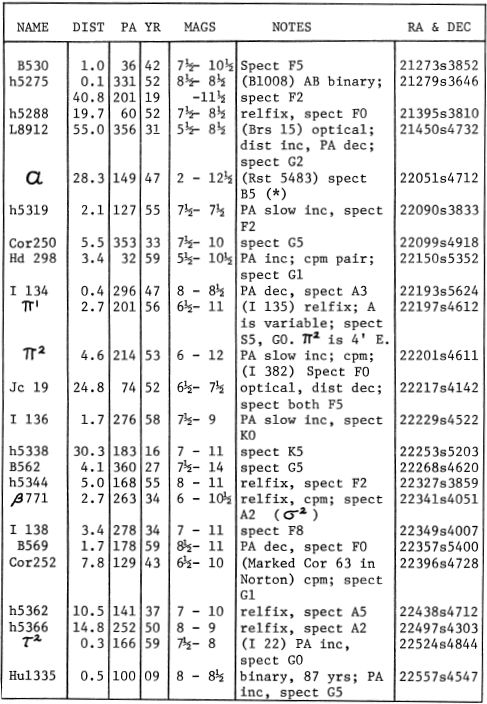 NAME DIST PA YR MAGS NOTES RA & DEC
B530 1.0 36 42 7½- 10½ Spect F5 21273s3852
h5275 0.1 331 52 8½- 8½ (B1008) AB binary; 21279s3646
40.8 201 19 -11½ spect F2
h5288 19.7 60 52 7½- 8½ relfix, spect F0 21395s3810
L8912 55.0 356 31 5½- 8½ (Brs 15) optical; 21450s4732
dist inc, PA dec;
spect G2
α 28.3 149 47 2 - 12½ (Rst 5483) spect 22051s4712
B5 (*)
h5319 2.1 127 55 7½- 7½ PA slow inc, spect 22090s3833
F2
Cor250 5.5 353 33 7½- 10 spect G5 22099s4918
Hd 298 3.4 32 59 5½- 10½ PA inc; cpm pair; 22150s5352
spect G1
I 134 0.4 296 47 8 - 8½ PA dec, spect A3 22193s5624
π¹ 2.7 201 56 6½- 11 (I 135) relfix; A 22197s4612
is variable; spect
S5, G0. π² is 4' E.
π² 4.6 214 53 6 - 12 PA slow inc; cpm; 22201s4611
(I 382) Spect F0
Jc 19 24.8 74 52 6½- 7½ optical, dist dec; 22217s4142
spect both F5
I 136 1.7 276 58 7½- 9 PA slow inc, spect 22229s4522
K0
h5338 30.3 183 16 7 - 11 spect K5 22253s5203
B562 4.1 360 27 7½- 14 spect G5 22268s4620
h5344 5.0 168 55 8 - 11 relfix, spect F2 22327s3859
β771 2.7 263 34 6 - 10½ relfix, cpm; spect 22341s4051
A2 (σ²)
I 138 3.4 278 34 7 - 11 spect F8 22349s4007
B569 1.7 178 59 8½- 11 PA dec, spect F0 22357s5400
Cor252 7.8 129 43 6½- 10 (Marked Cor 63 in 22396s4728
Norton) cpm; spect
G1
h5362 10.5 141 37 7 - 10 relfix, spect A5 22438s4712
h5366 14.8 252 50 8 - 9 relfix, spect A2 22497s4303
τ² 0.3 166 59 7½- 8 (I 22) PA inc, 22524s4844
spect G0
Hu1335 0.5 100 09 8 - 8½ binary, 87 yrs; PA 22557s4547
inc, spect G5